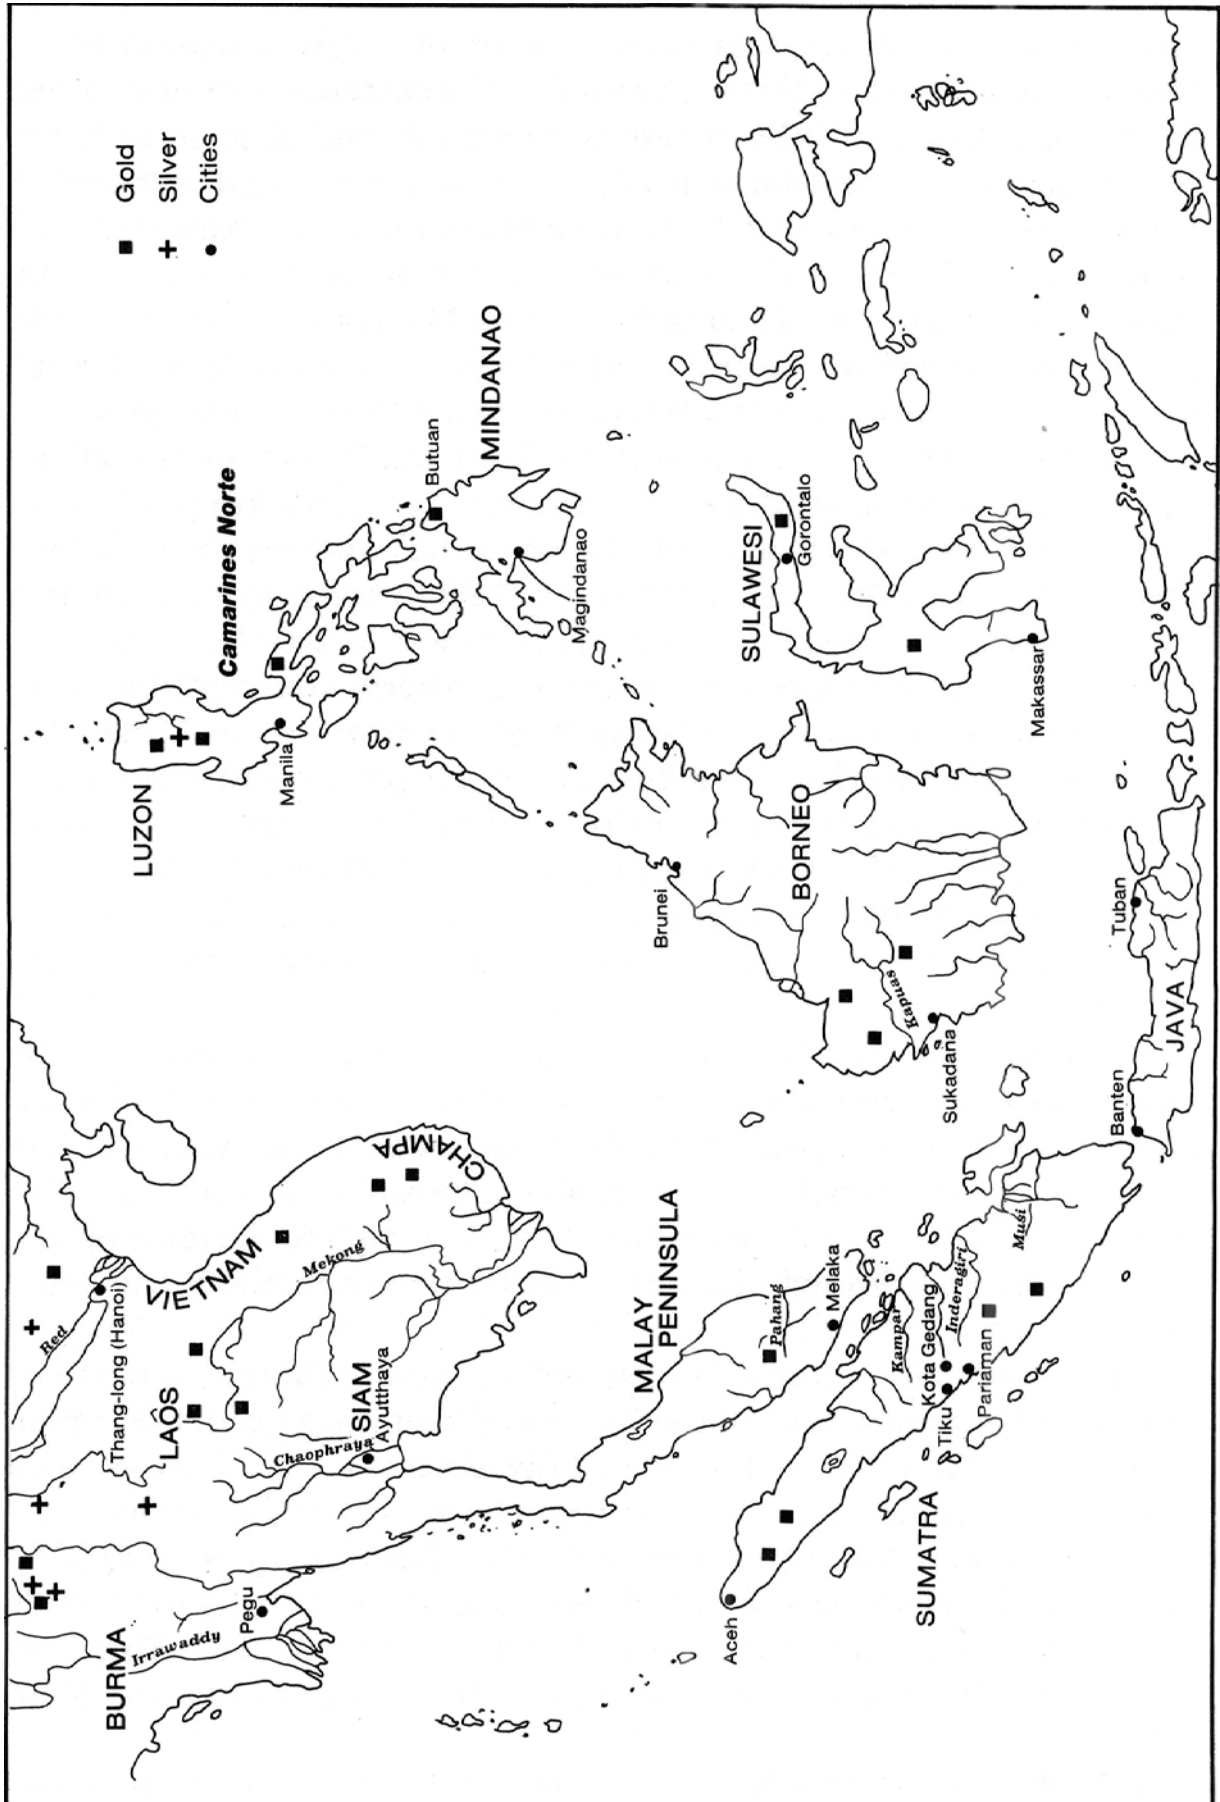 Gold
Silver
Cities
BURMA
Irrawaddy
Pegu
LAÔS
Thang-long (Hanoi)
Red
VIETNAM
Mekong
CHAMPA
SIAM
Ayutthaya
Chaophraya
LUZON
Manila
Camarines Norte
Butuan
MINDANAO
Magindanao
MALAY
PENINSULA
Pahang
Melaka
Brunei
BORNEO
Kapuas
Sukadana
SULAWESI
Gorontalo
Makassar
Aceh
SUMATRA
Tiku
Kota Gedang
Pariaman
Kampar
Inderagiri
Musi
Banten
JAVA
Tuban